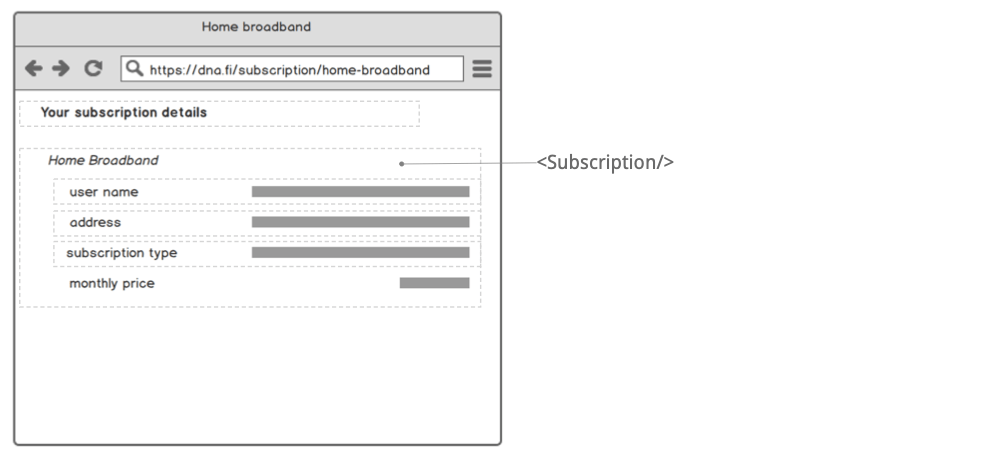 Home broadband
https://dna.fi/subscription/home-broadband
Your subscription details
Home Broadband
<Subscription/>
user name
address
subscription type
monthly price